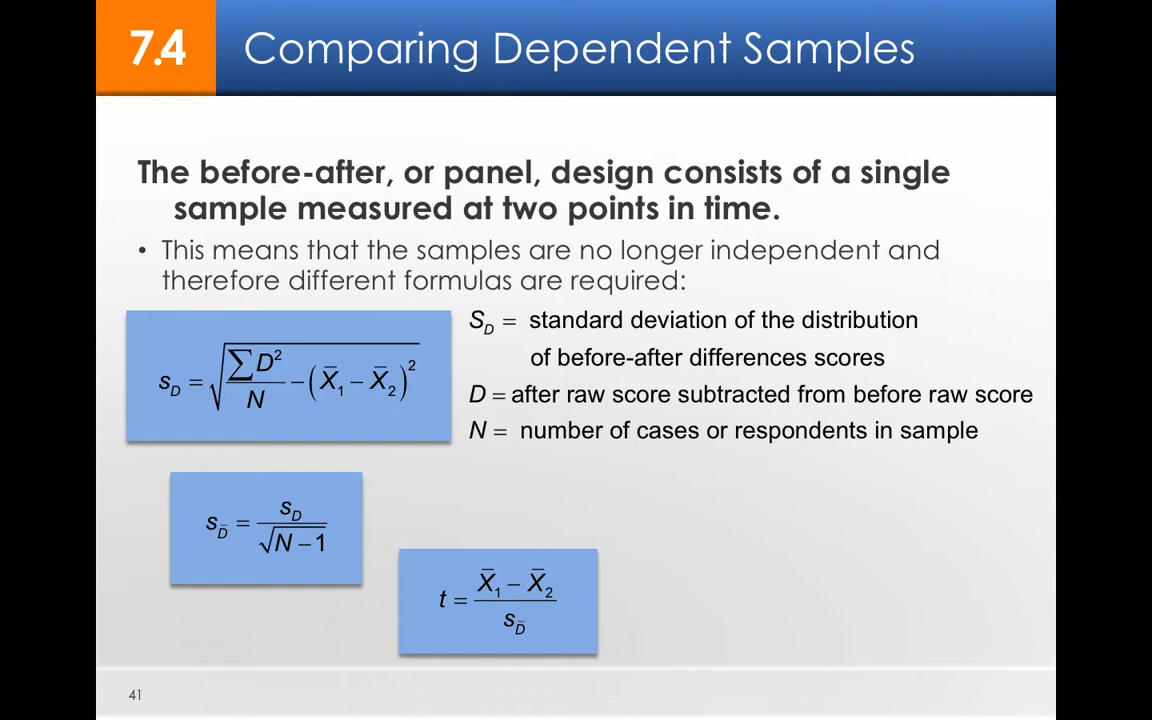 7.4 Comparing Dependent Samples
The before-after, or panel, design consists of a single
sample measured at two points in time.
• This means that the samples are no longer independent and
therefore different formulas are required:
s_D = √(∑D²/N − (X̄₁ − X̄₂)²)
S_D = standard deviation of the distribution
of before-after differences scores
D = after raw score subtracted from before raw score
N = number of cases or respondents in sample
s_D̄ = s_D/√(N − 1)
t = (X̄₁ − X̄₂)/s_D̄
41